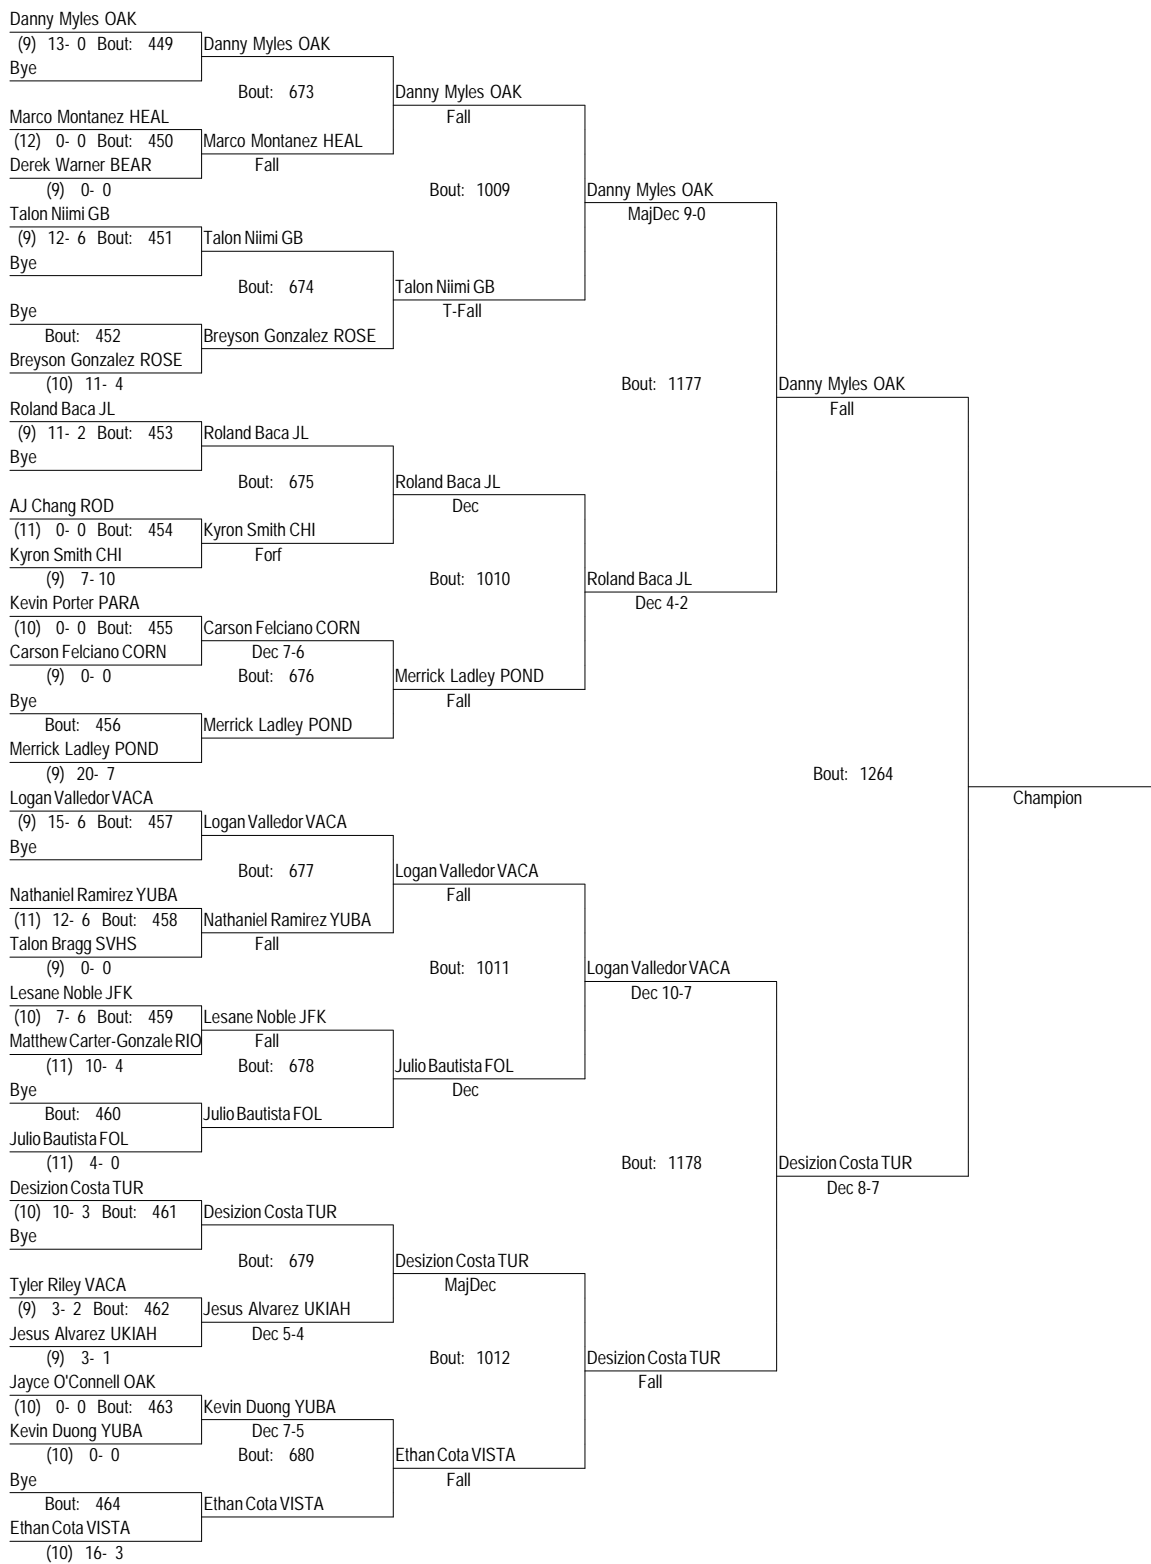 Danny Myles OAK
(9) 13- 0 Bout: 449
Danny Myles OAK
Bye
Bout: 673
Danny Myles OAK
Marco Montanez HEAL
Fall
(12) 0- 0 Bout: 450
Marco Montanez HEAL
Derek Warner BEAR
Fall
(9) 0- 0
Bout: 1009
Danny Myles OAK
Talon Niimi GB
MajDec 9-0
(9) 12- 6 Bout: 451
Talon Niimi GB
Bye
Bout: 674
Talon Niimi GB
Bye
T-Fall
Bout: 452
Breyson Gonzalez ROSE
Breyson Gonzalez ROSE
(10) 11- 4
Bout: 1177
Danny Myles OAK
Roland Baca JL
Fall
(9) 11- 2 Bout: 453
Roland Baca JL
Bye
Bout: 675
Roland Baca JL
AJ Chang ROD
Dec
(11) 0- 0 Bout: 454
Kyron Smith CHI
Kyron Smith CHI
Forf
(9) 7- 10
Bout: 1010
Roland Baca JL
Kevin Porter PARA
Dec 4-2
(10) 0- 0 Bout: 455
Carson Felciano CORN
Carson Felciano CORN
Dec 7-6
(9) 0- 0
Bout: 676
Merrick Ladley POND
Bye
Fall
Bout: 456
Merrick Ladley POND
Merrick Ladley POND
(9) 20- 7
Bout: 1264
Logan Valledor VACA
Champion
(9) 15- 6 Bout: 457
Logan Valledor VACA
Bye
Bout: 677
Logan Valledor VACA
Nathaniel Ramirez YUBA
Fall
(11) 12- 6 Bout: 458
Nathaniel Ramirez YUBA
Talon Bragg SVHS
Fall
(9) 0- 0
Bout: 1011
Logan Valledor VACA
Lesane Noble JFK
Dec 10-7
(10) 7- 6 Bout: 459
Lesane Noble JFK
Matthew Carter-Gonzale RIO
Fall
(11) 10- 4
Bout: 678
Julio Bautista FOL
Bye
Dec
Bout: 460
Julio Bautista FOL
Julio Bautista FOL
(11) 4- 0
Bout: 1178
Desizion Costa TUR
Desizion Costa TUR
Dec 8-7
(10) 10- 3 Bout: 461
Desizion Costa TUR
Bye
Bout: 679
Desizion Costa TUR
Tyler Riley VACA
MajDec
(9) 3- 2 Bout: 462
Jesus Alvarez UKIAH
Jesus Alvarez UKIAH
Dec 5-4
(9) 3- 1
Bout: 1012
Desizion Costa TUR
Jayce O'Connell OAK
Fall
(10) 0- 0 Bout: 463
Kevin Duong YUBA
Kevin Duong YUBA
Dec 7-5
(10) 0- 0
Bout: 680
Ethan Cota VISTA
Bye
Fall
Bout: 464
Ethan Cota VISTA
Ethan Cota VISTA
(10) 16- 3